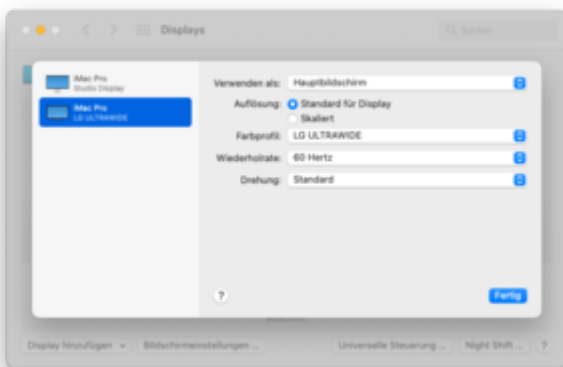 Displays
Suchen
iMac Pro
Studio Display
iMac Pro
LG ULTRAWIDE
Verwenden als: Hauptbildschirm
Auflösung: Standard für Display
Skaliert
Farbprofil: LG ULTRAWIDE
Wiederholrate: 60 Hertz
Drehung: Standard
?
Fertig
Display hinzufügen
Bildschirmeinstellungen ...
Universelle Steuerung ...
Night Shift ...
?